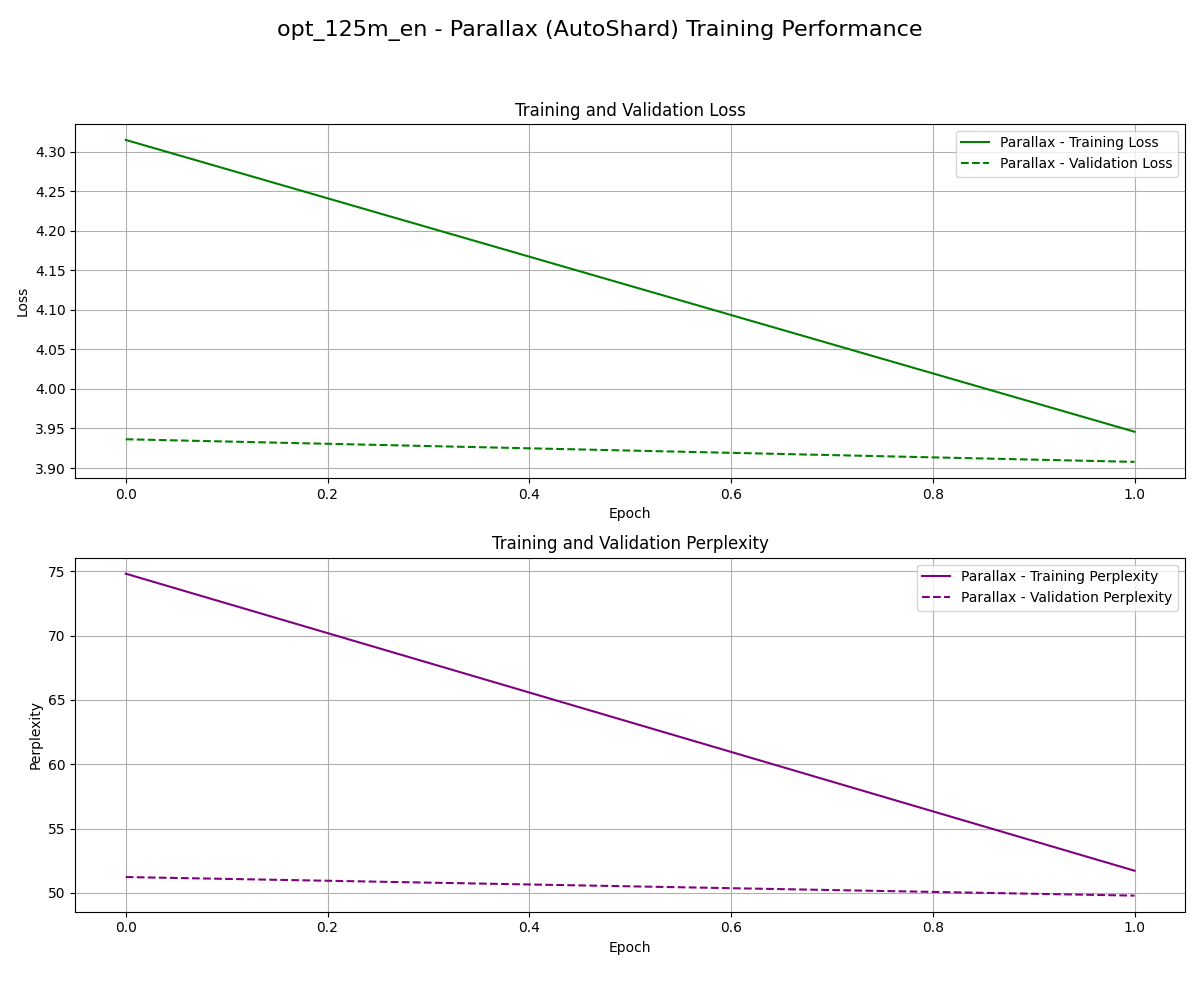 opt_125m_en - Parallax (AutoShard) Training Performance
Training and Validation Loss
Parallax - Training Loss
Parallax - Validation Loss
4.30
4.25
4.20
4.15
4.10
4.05
4.00
3.95
3.90
Loss
0.0 0.2 0.4 0.6 0.8 1.0
Epoch
Training and Validation Perplexity
Parallax - Training Perplexity
Parallax - Validation Perplexity
75
70
65
60
55
50
Perplexity
0.0 0.2 0.4 0.6 0.8 1.0
Epoch